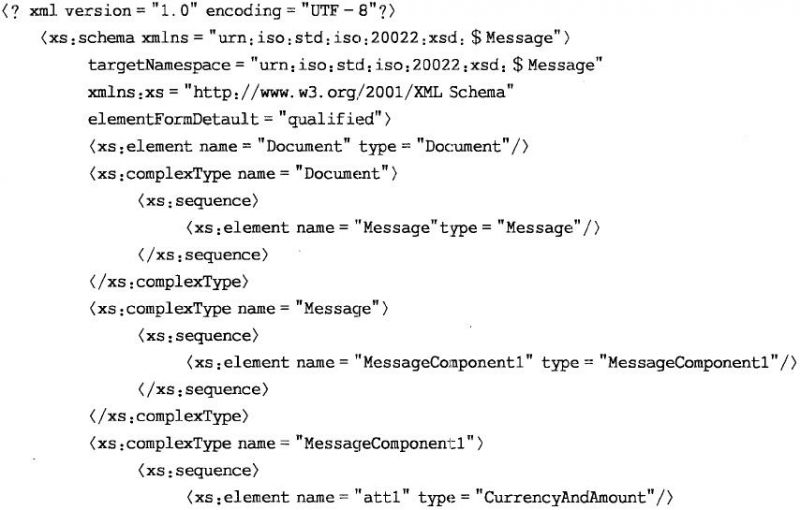 〈? xml version = "1.0" encoding = "UTF - 8"?〉
〈xs:schema xmlns = "urn:iso:std:iso:20022:xsd: $ Message"〉
targetNamespace = "urn:iso:std:iso:20022:xsd: $ Message"
xmlns:xs = "http://www.w3.org/2001/XML Schema"
elementFormDetault = "qualified"〉
〈xs:element name = "Document" type = "Document"/〉
〈xs:complexType name = "Document"〉
〈xs:sequence〉
〈xs:element name = "Message"type = "Message"/〉
〈/xs:sequence〉
〈/xs:complexType〉
〈xs:complexType name = "Message"〉
〈xs:sequence〉
〈xs:element name = "MessageComponent1" type = "MessageComponent1"/〉
〈/xs:sequence〉
〈/xs:complexType〉
〈xs:complexType name = "MessageComponent1"〉
〈xs:sequence〉
〈xs:element name = "att1" type = "CurrencyAndAmount"/〉